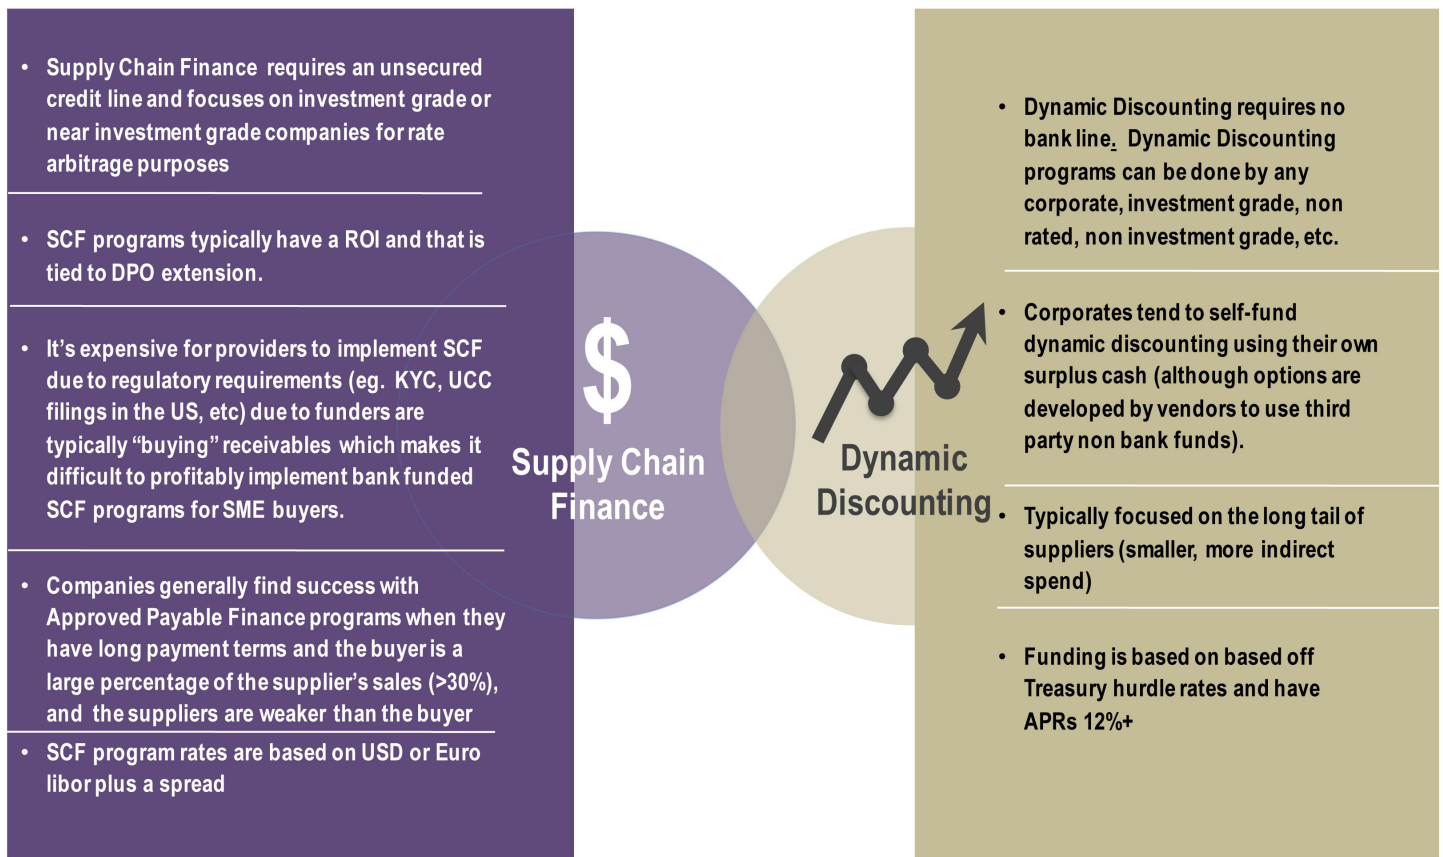 • Supply Chain Finance requires an unsecured
credit line and focuses on investment grade or
near investment grade companies for rate
arbitrage purposes
• SCF programs typically have a ROI and that is
tied to DPO extension.
• It’s expensive for providers to implement SCF
due to regulatory requirements (eg. KYC, UCC
filings in the US, etc) due to funders are
typically “buying” receivables which makes it
difficult to profitably implement bank funded
SCF programs for SME buyers.
• Companies generally find success with
Approved Payable Finance programs when they
have long payment terms and the buyer is a
large percentage of the supplier’s sales (>30%),
and the suppliers are weaker than the buyer
• SCF program rates are based on USD or Euro
libor plus a spread
$
Supply Chain
Finance
Dynamic
Discounting
• Dynamic Discounting requires no
bank line. Dynamic Discounting
programs can be done by any
corporate, investment grade, non
rated, non investment grade, etc.
• Corporates tend to self-fund
dynamic discounting using their own
surplus cash (although options are
developed by vendors to use third
party non bank funds).
• Typically focused on the long tail of
suppliers (smaller, more indirect
spend)
• Funding is based on based off
Treasury hurdle rates and have
APRs 12%+